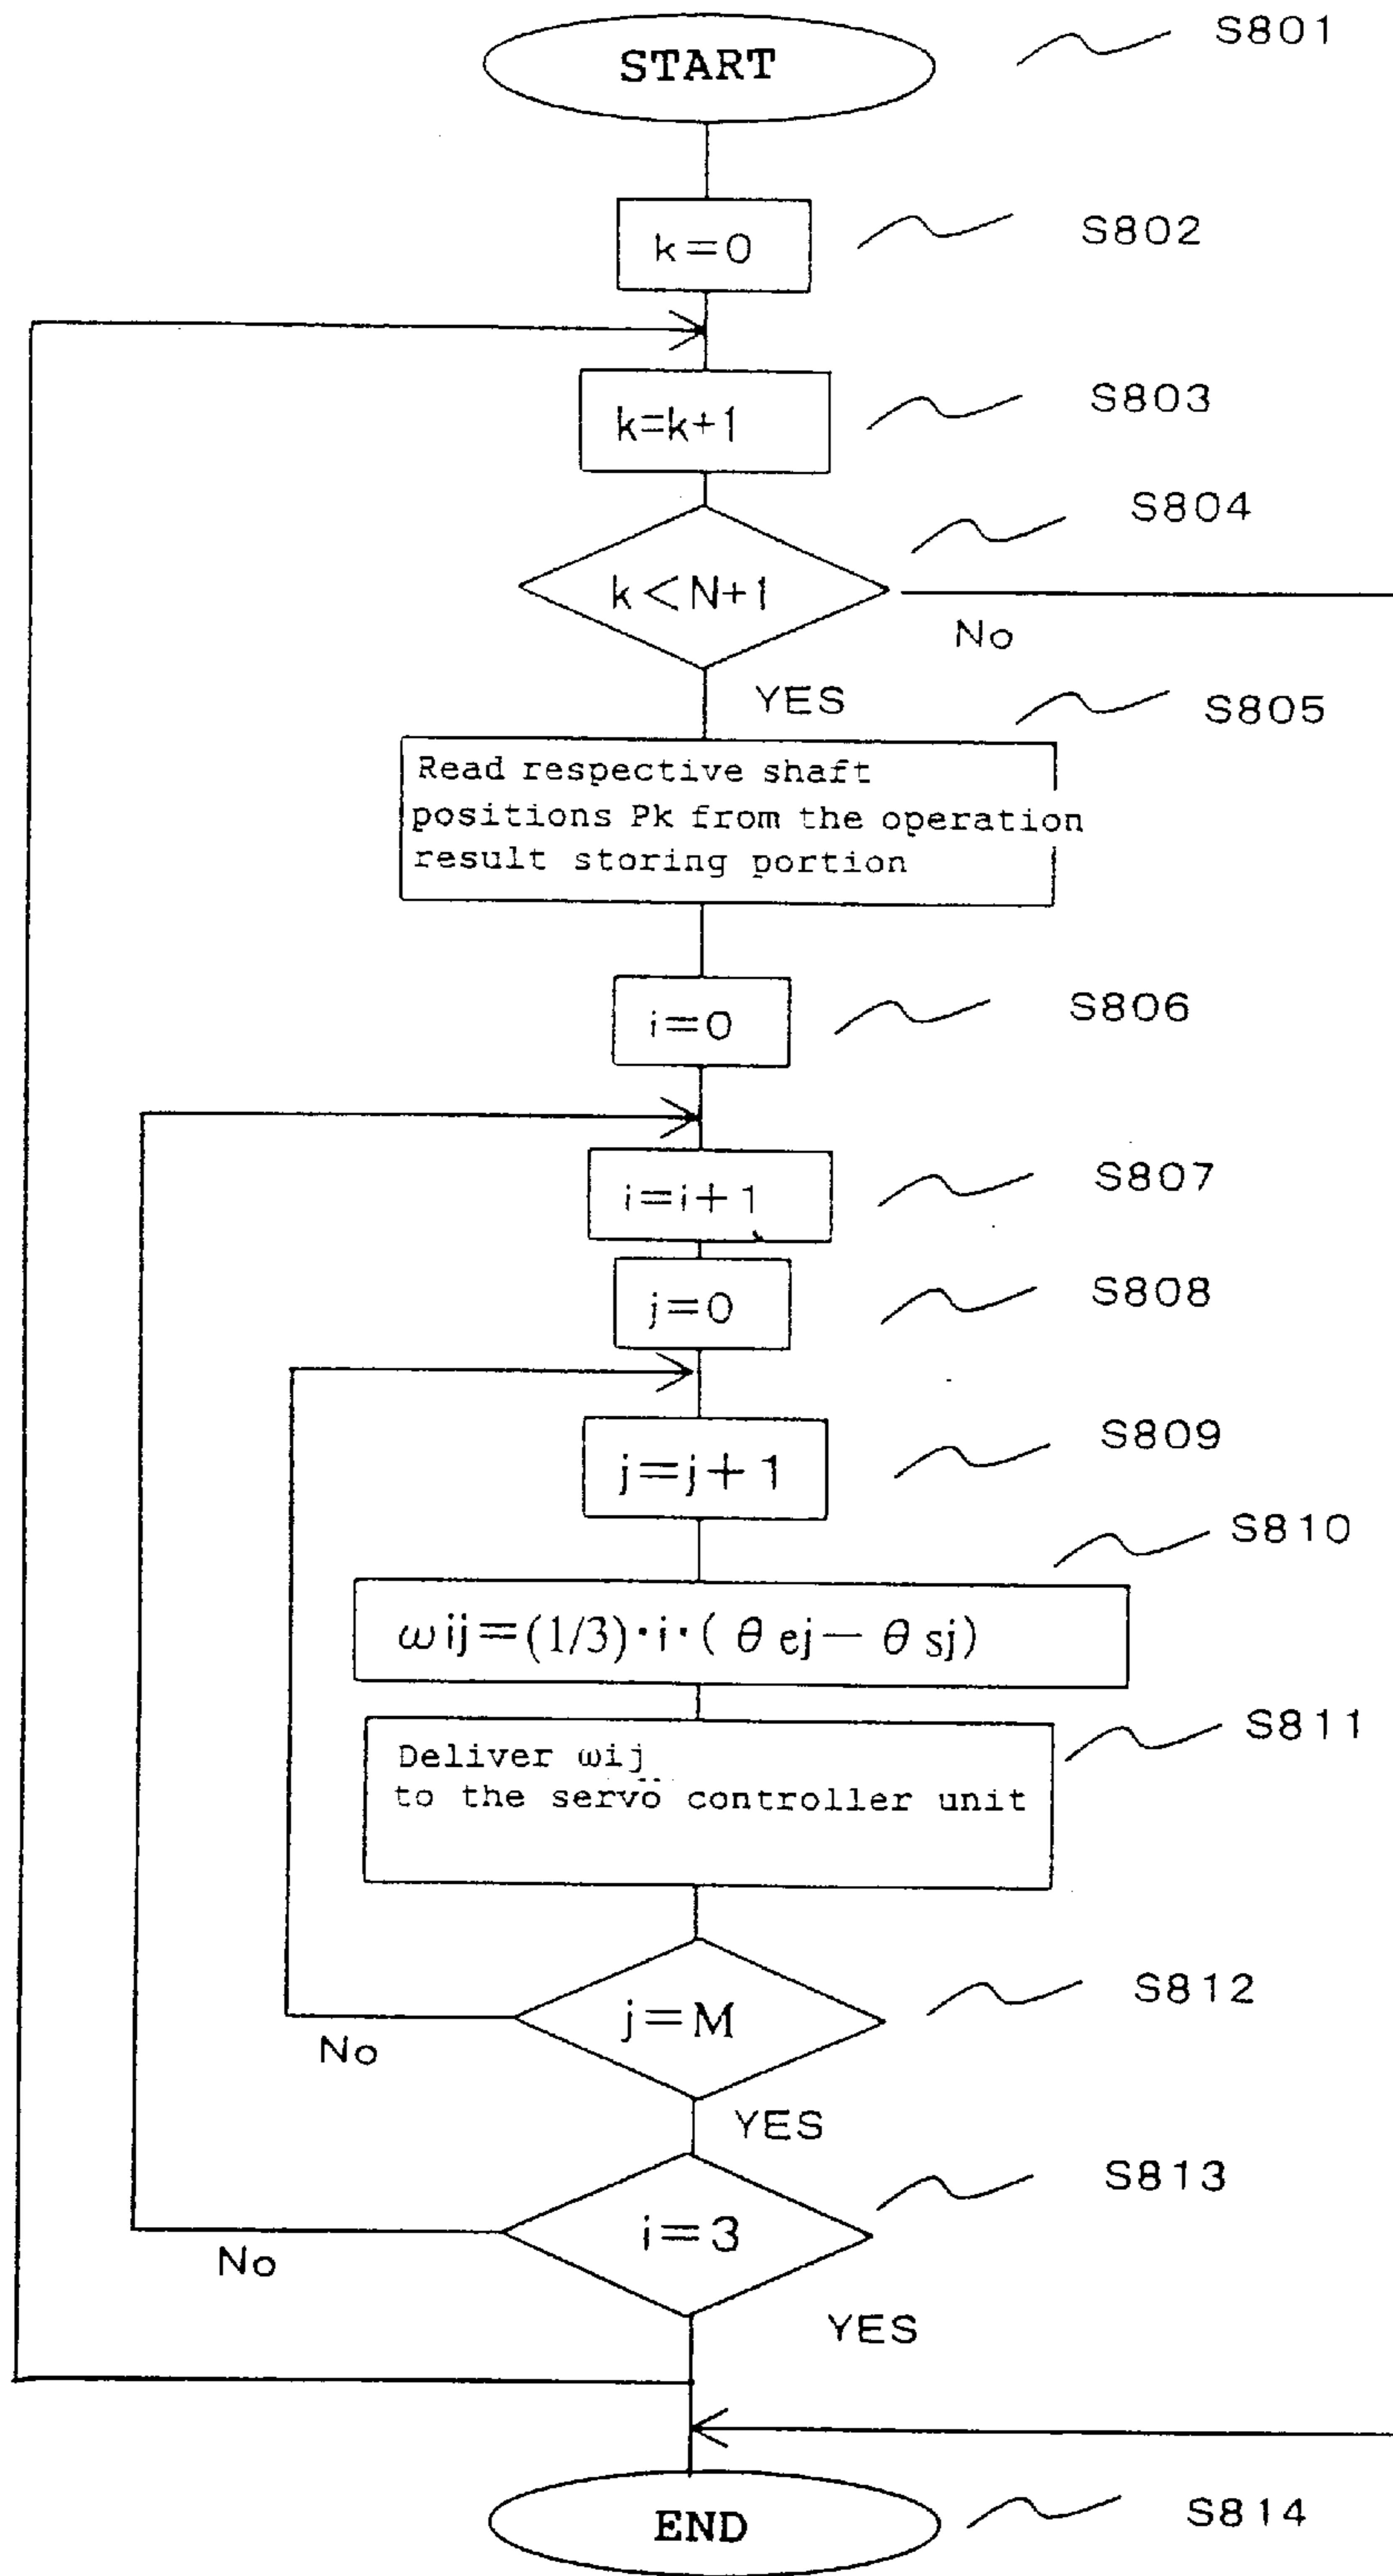 START
S801
k=0
S802
k=k+1
S803
k<N+1
S804
No
YES
S805
Read respective shaft
positions Pk from the operation
result storing portion
i=0
S806
i=i+1
S807
j=0
S808
j=j+1
S809
S810
ωij=(1/3)·i·(θej−θsj)
S811
Deliver ωij
to the servo controller unit
j=M
S812
No
YES
i=3
S813
No
YES
END
S814